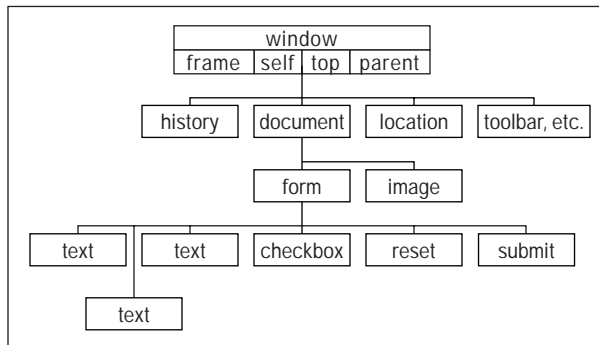 window
frame self top parent
history document location toolbar, etc.
form image
text text checkbox reset submit
text